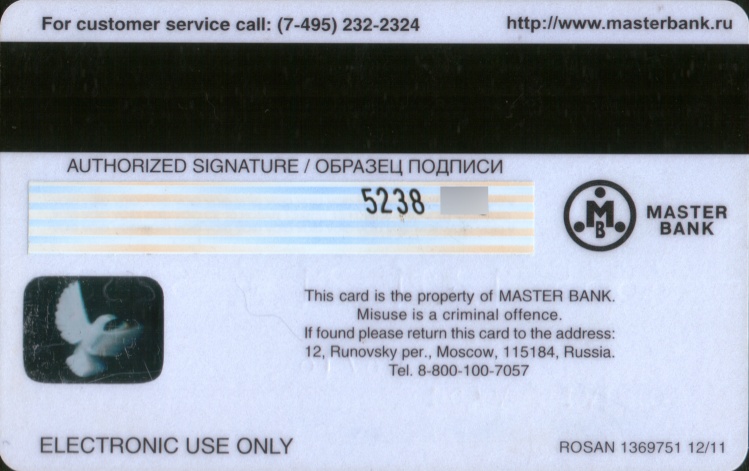 For customer service call: (7-495) 232-2324 http://www.masterbank.ru
AUTHORIZED SIGNATURE / ОБРАЗЕЦ ПОДПИСИ
5238
M
B
MASTER
BANK
This card is the property of MASTER BANK.
Misuse is a criminal offence.
If found please return this card to the address:
12, Runovsky per., Moscow, 115184, Russia.
Tel. 8-800-100-7057
ELECTRONIC USE ONLY
ROSAN 1369751 12/11